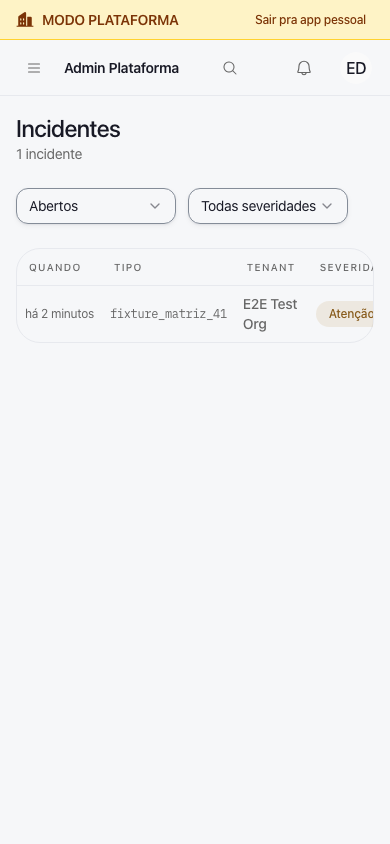 MODO PLATAFORMA
Sair pra app pessoal
Admin Plataforma
ED
Incidentes
1 incidente
Abertos
Todas severidades
QUANDO TIPO TENANT
há 2 minutos fixture_matriz_41 E2E Test
Org
Atenção